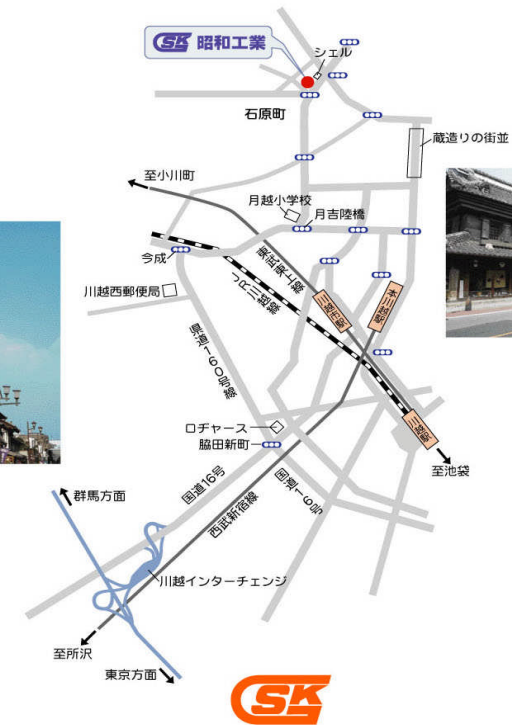 GSK 昭和工業
シェル
石原町
蔵造りの街並
至小川町
月越小学校
月吉陸橋
今成
東武東上線
JR川越線
川越西郵便局
川越市駅
本川越駅
県道160号線
川越駅
ロヂャース
脇田新町
至池袋
国道16号
国道16号
西武新宿線
群馬方面
川越インターチェンジ
至所沢
東京方面
GSK